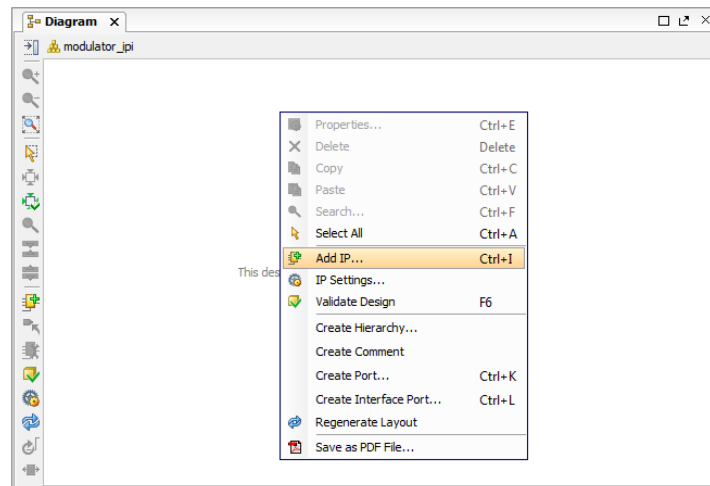 Diagram
modulator_ipi
Properties... Ctrl+E
Delete Delete
Copy Ctrl+C
Paste Ctrl+V
Search... Ctrl+F
Select All Ctrl+A
Add IP... Ctrl+I
This des
IP Settings...
Validate Design F6
Create Hierarchy...
Create Comment
Create Port... Ctrl+K
Create Interface Port... Ctrl+L
Regenerate Layout
Save as PDF File...